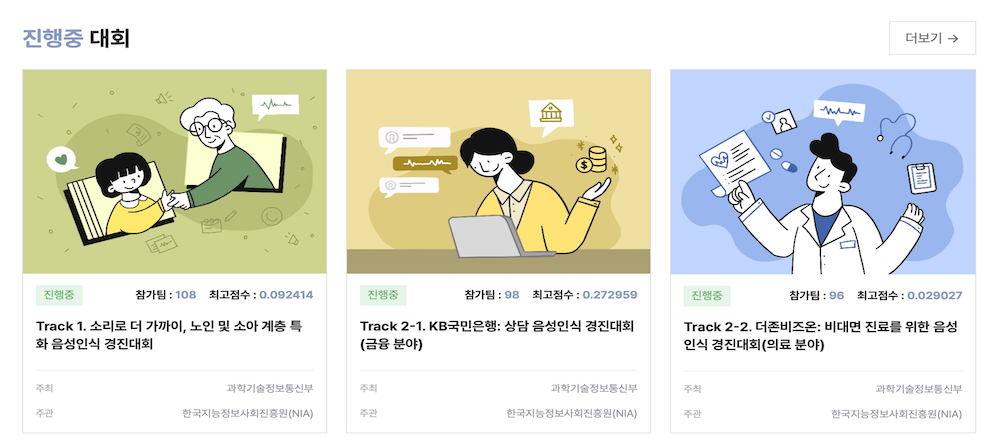 진행중 대회
더보기 →
진행중 참가팀 : 108 최고점수 : 0.092414
Track 1. 소리로 더 가까이, 노인 및 소아 계층 특
화 음성인식 경진대회
주최 과학기술정보통신부
주관 한국지능정보사회진흥원(NIA)
진행중 참가팀 : 98 최고점수 : 0.272959
Track 2-1. KB국민은행: 상담 음성인식 경진대회
(금융 분야)
주최 과학기술정보통신부
주관 한국지능정보사회진흥원(NIA)
진행중 참가팀 : 96 최고점수 : 0.029027
Track 2-2. 더존비즈온: 비대면 진료를 위한 음성
인식 경진대회(의료 분야)
주최 과학기술정보통신부
주관 한국지능정보사회진흥원(NIA)